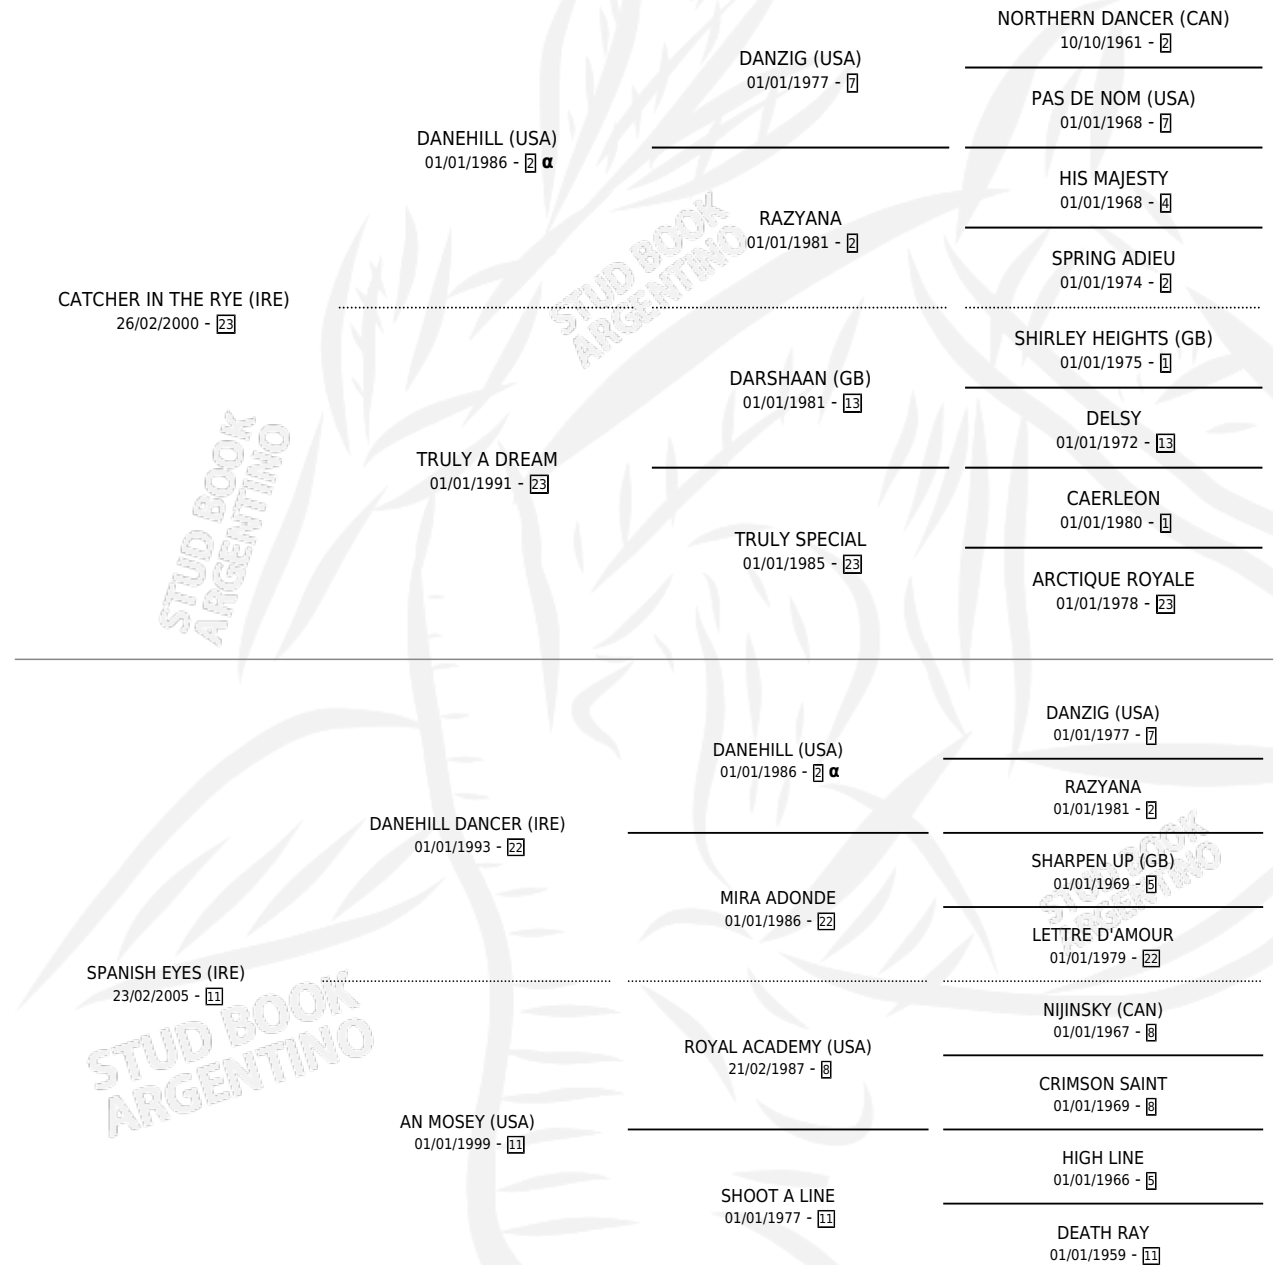 NORTHERN DANCER (CAN)
10/10/1961 - 2
DANZIG (USA)
01/01/1977 - 7
PAS DE NOM (USA)
01/01/1968 - 7
DANEHILL (USA)
01/01/1986 - 2 α
HIS MAJESTY
01/01/1968 - 4
RAZYANA
01/01/1981 - 2
SPRING ADIEU
01/01/1974 - 2
CATCHER IN THE RYE (IRE)
26/02/2000 - 23
SHIRLEY HEIGHTS (GB)
01/01/1975 - 1
DARSHAAN (GB)
01/01/1981 - 13
DELSY
01/01/1972 - 13
TRULY A DREAM
01/01/1991 - 23
CAERLEON
01/01/1980 - 1
TRULY SPECIAL
01/01/1985 - 23
ARCTIQUE ROYALE
01/01/1978 - 23
DANZIG (USA)
01/01/1977 - 7
DANEHILL (USA)
01/01/1986 - 2 α
RAZYANA
01/01/1981 - 2
DANEHILL DANCER (IRE)
01/01/1993 - 22
SHARPEN UP (GB)
01/01/1969 - 5
MIRA ADONDE
01/01/1986 - 22
LETTRE D'AMOUR
01/01/1979 - 22
SPANISH EYES (IRE)
23/02/2005 - 11
NIJINSKY (CAN)
01/01/1967 - 8
ROYAL ACADEMY (USA)
21/02/1987 - 8
CRIMSON SAINT
01/01/1969 - 8
AN MOSEY (USA)
01/01/1999 - 11
HIGH LINE
01/01/1966 - 5
SHOOT A LINE
01/01/1977 - 11
DEATH RAY
01/01/1959 - 11
STUD BOOK
ARGENTINO
STUD BOOK
ARGENTINO
STUD BOOK
ARGENTINO
STUD BOOK
ARGENTINO